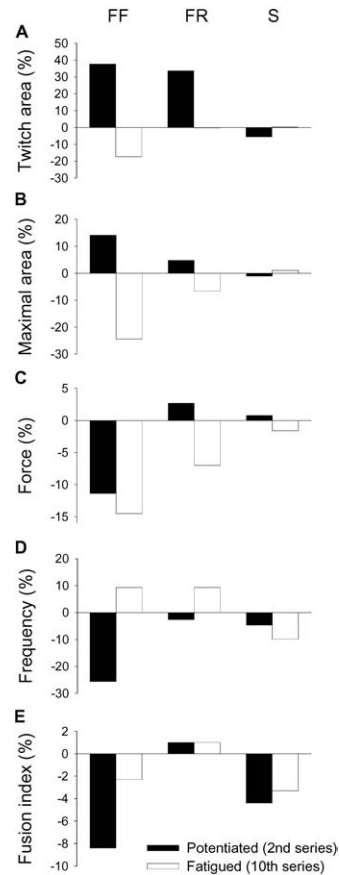 FF FR S
A
Twitch area (%)
50
40
30
20
10
0
-10
-20
-30
B
Maximal area (%)
20
10
0
-10
-20
-30
C
Force (%)
5
0
-5
-10
-15
D
Frequency (%)
20
10
0
-10
-20
-30
E
Fusion index (%)
2
0
-2
-4
-6
-8
-10
Potentiated (2nd series)
Fatigued (10th series)